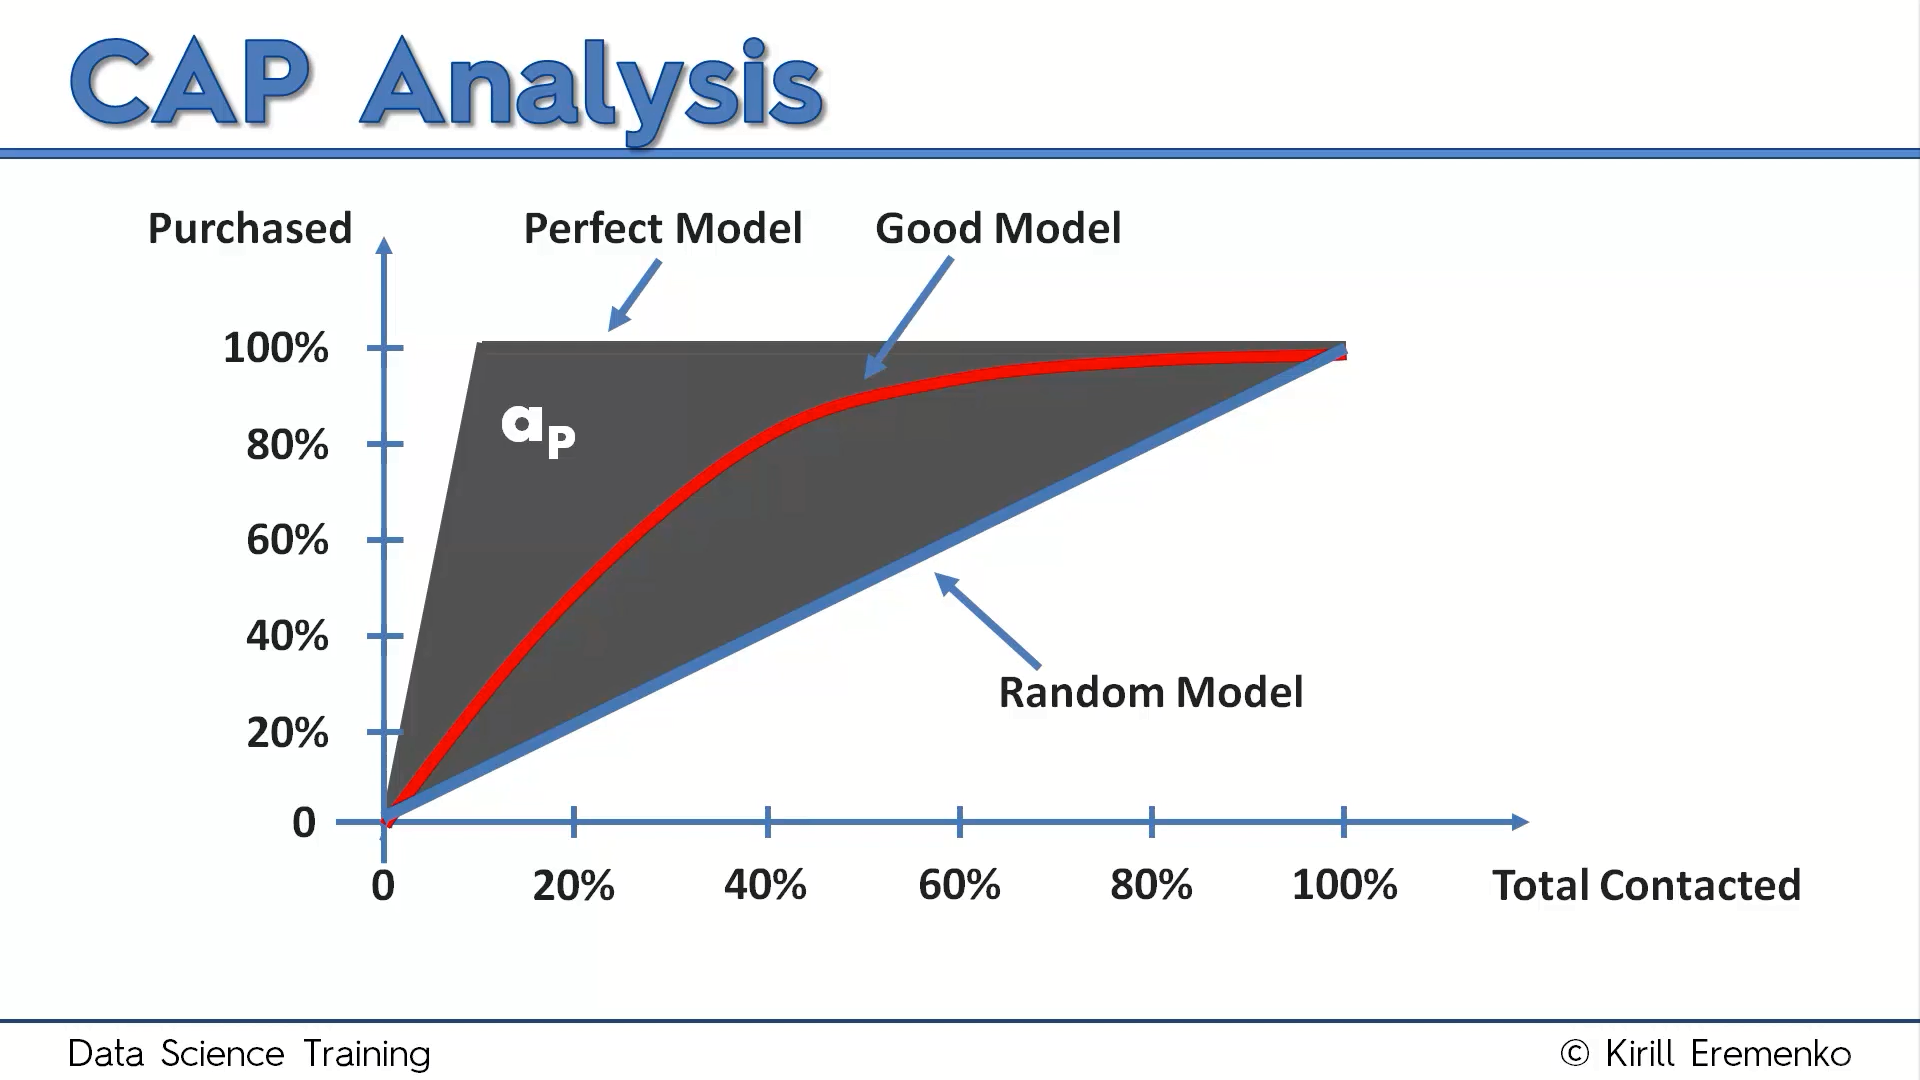 CAP Analysis
Purchased
Perfect Model
Good Model
100%
80%
60%
40%
20%
0
aP
Random Model
0
20%
40%
60%
80%
100%
Total Contacted
Data Science Training
© Kirill Eremenko